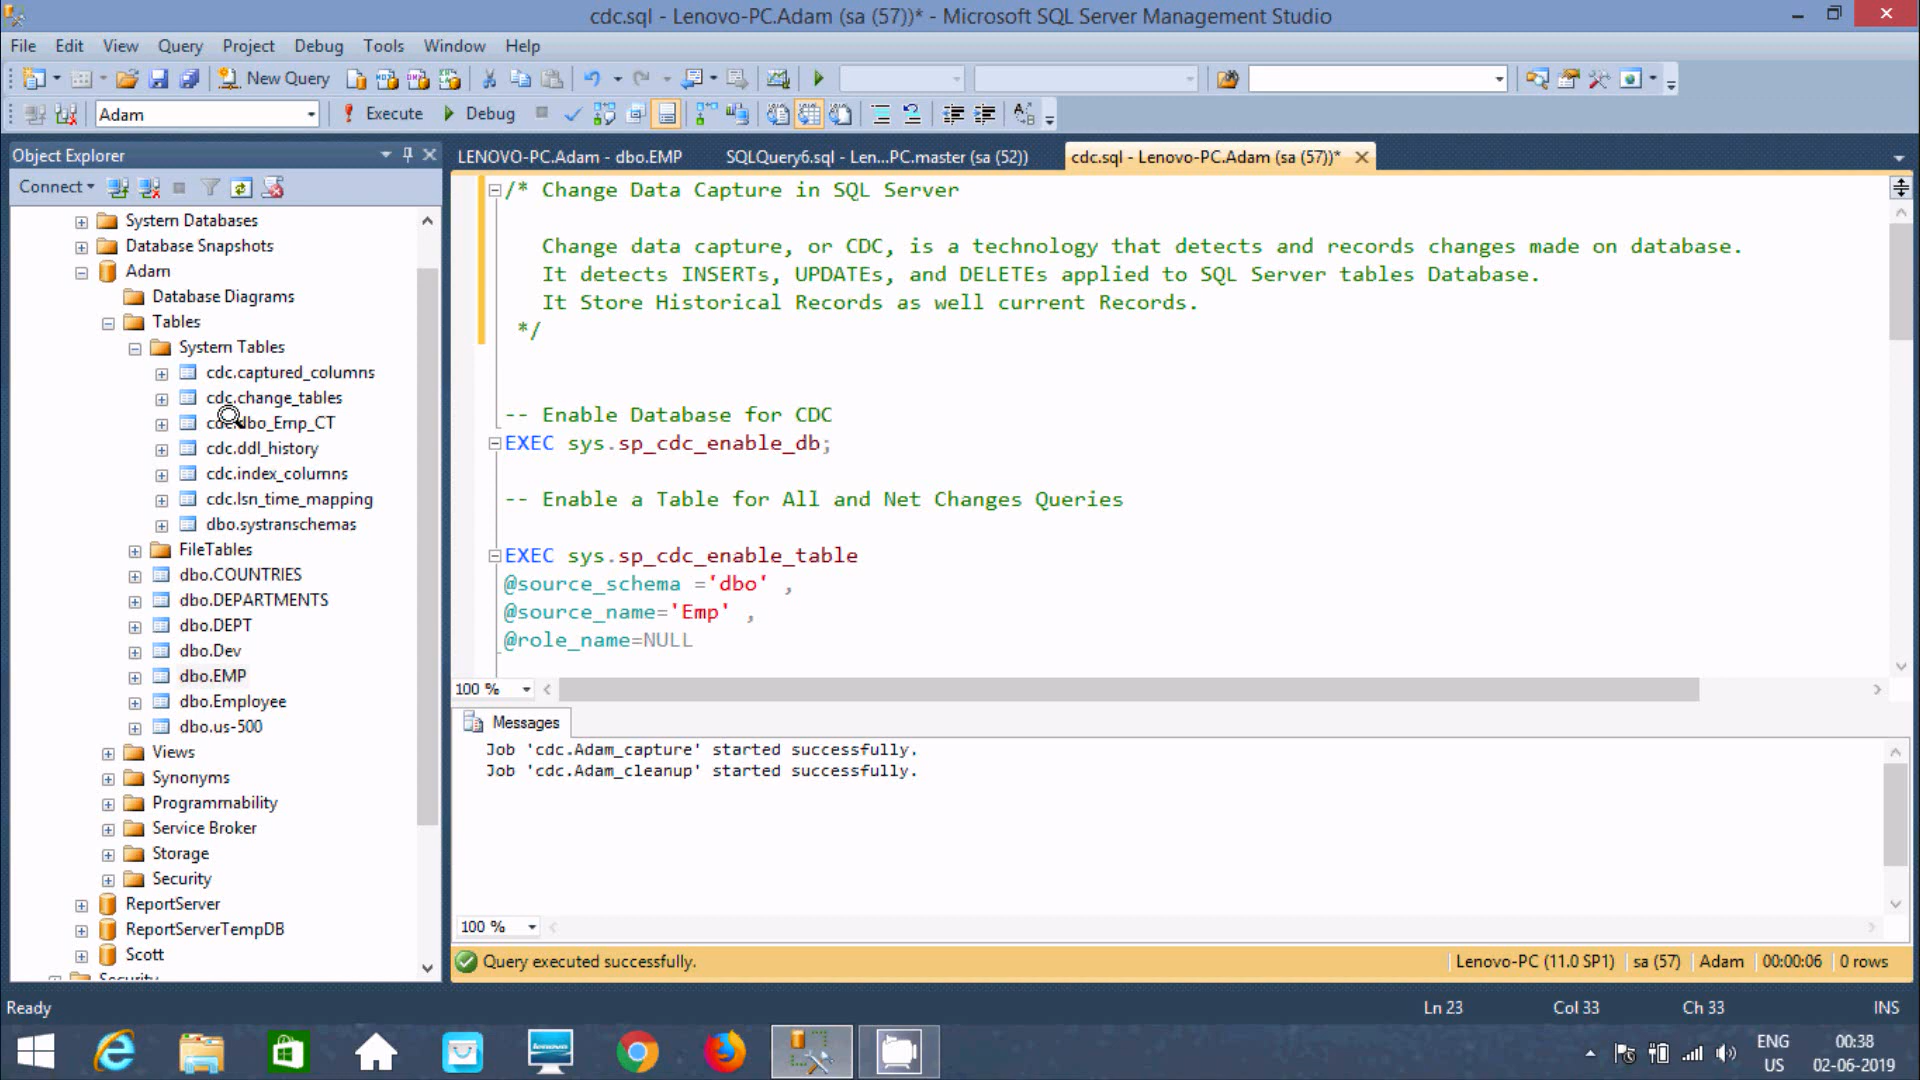 cdc.sql - Lenovo-PC.Adam (sa (57))* - Microsoft SQL Server Management Studio
File Edit View Query Project Debug Tools Window Help
New Query
Adam Execute Debug
Object Explorer
Connect
System Databases
Database Snapshots
Adam
Database Diagrams
Tables
System Tables
cdc.captured_columns
cdc.change_tables
cdc.dbo_Emp_CT
cdc.ddl_history
cdc.index_columns
cdc.lsn_time_mapping
dbo.systranschemas
FileTables
dbo.COUNTRIES
dbo.DEPARTMENTS
dbo.DEPT
dbo.Dev
dbo.EMP
dbo.Employee
dbo.us-500
Views
Synonyms
Programmability
Service Broker
Storage
Security
ReportServer
ReportServerTempDB
Scott
Security
LENOVO-PC.Adam - dbo.EMP SQLQuery6.sql - Len...PC.master (sa (52)) cdc.sql - Lenovo-PC.Adam (sa (57))*
/* Change Data Capture in SQL Server
Change data capture, or CDC, is a technology that detects and records changes made on database.
It detects INSERTs, UPDATEs, and DELETEs applied to SQL Server tables Database.
It Store Historical Records as well current Records.
*/
-- Enable Database for CDC
EXEC sys.sp_cdc_enable_db;
-- Enable a Table for All and Net Changes Queries
EXEC sys.sp_cdc_enable_table
@source_schema ='dbo' ,
@source_name='Emp' ,
@role_name=NULL
100 %
Messages
Job 'cdc.Adam_capture' started successfully.
Job 'cdc.Adam_cleanup' started successfully.
100 %
Query executed successfully. Lenovo-PC (11.0 SP1) sa (57) Adam 00:00:06 0 rows
Ready Ln 23 Col 33 Ch 33 INS
ENG US
00:38
02-06-2019